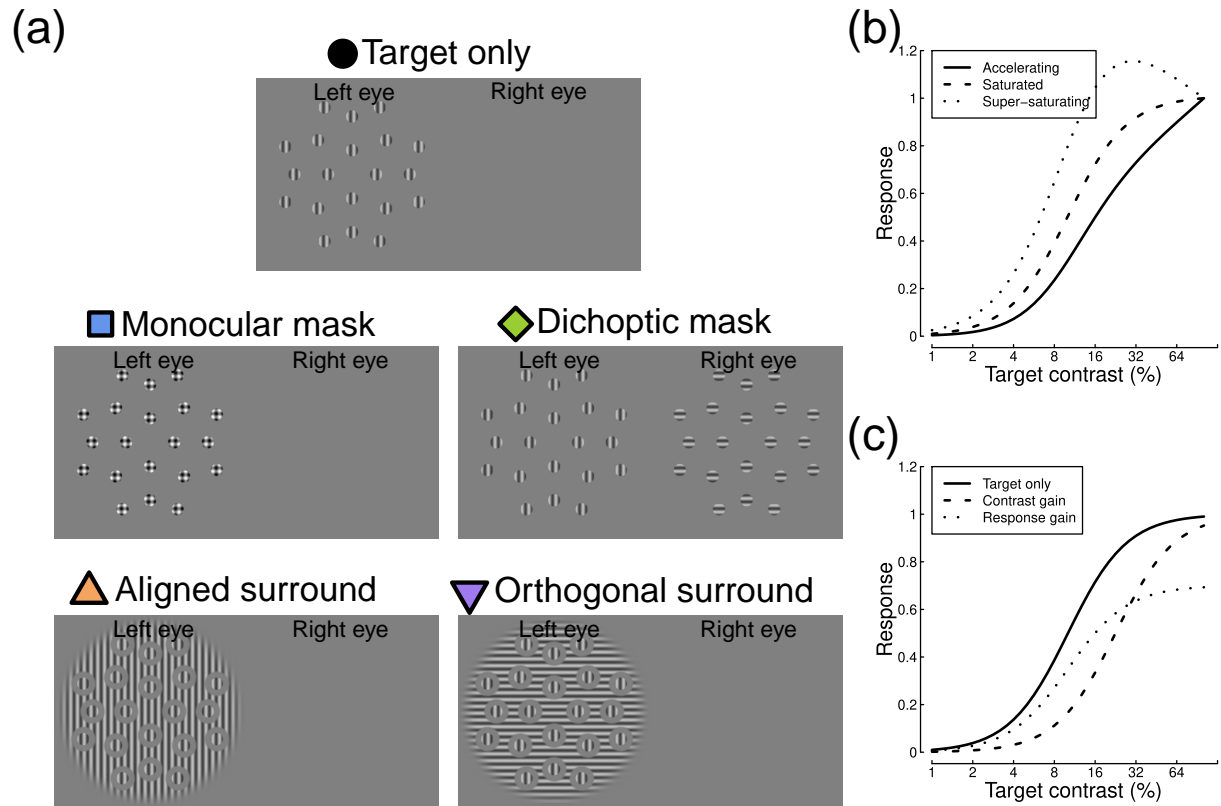 (a)
Target only
Left eye
Right eye
Monocular mask
Left eye
Right eye
Dichoptic mask
Left eye
Right eye
Aligned surround
Left eye
Right eye
Orthogonal surround
Left eye
Right eye
(b)
1.2
1
0.8
0.6
0.4
0.2
0
Response
Accelerating
Saturated
Super−saturating
1 2 4 8 16 32 64
Target contrast (%)
(c)
1.2
1
0.8
0.6
0.4
0.2
0
Response
Target only
Contrast gain
Response gain
1 2 4 8 16 32 64
Target contrast (%)